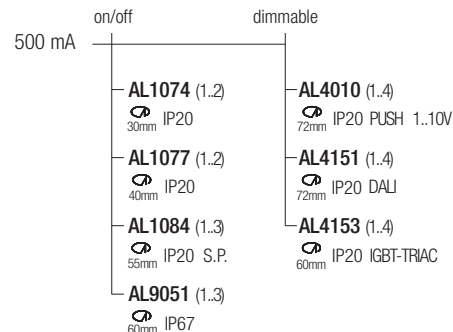 on/off dimmable
500 mA
AL1074 (1..2)
30mm IP20
AL1077 (1..2)
40mm IP20
AL1084 (1..3)
55mm IP20 S.P.
AL9051 (1..3)
60mm IP67
AL4010 (1..4)
72mm IP20 PUSH 1..10V
AL4151 (1..4)
72mm IP20 DALI
AL4153 (1..4)
60mm IP20 IGBT-TRIAC